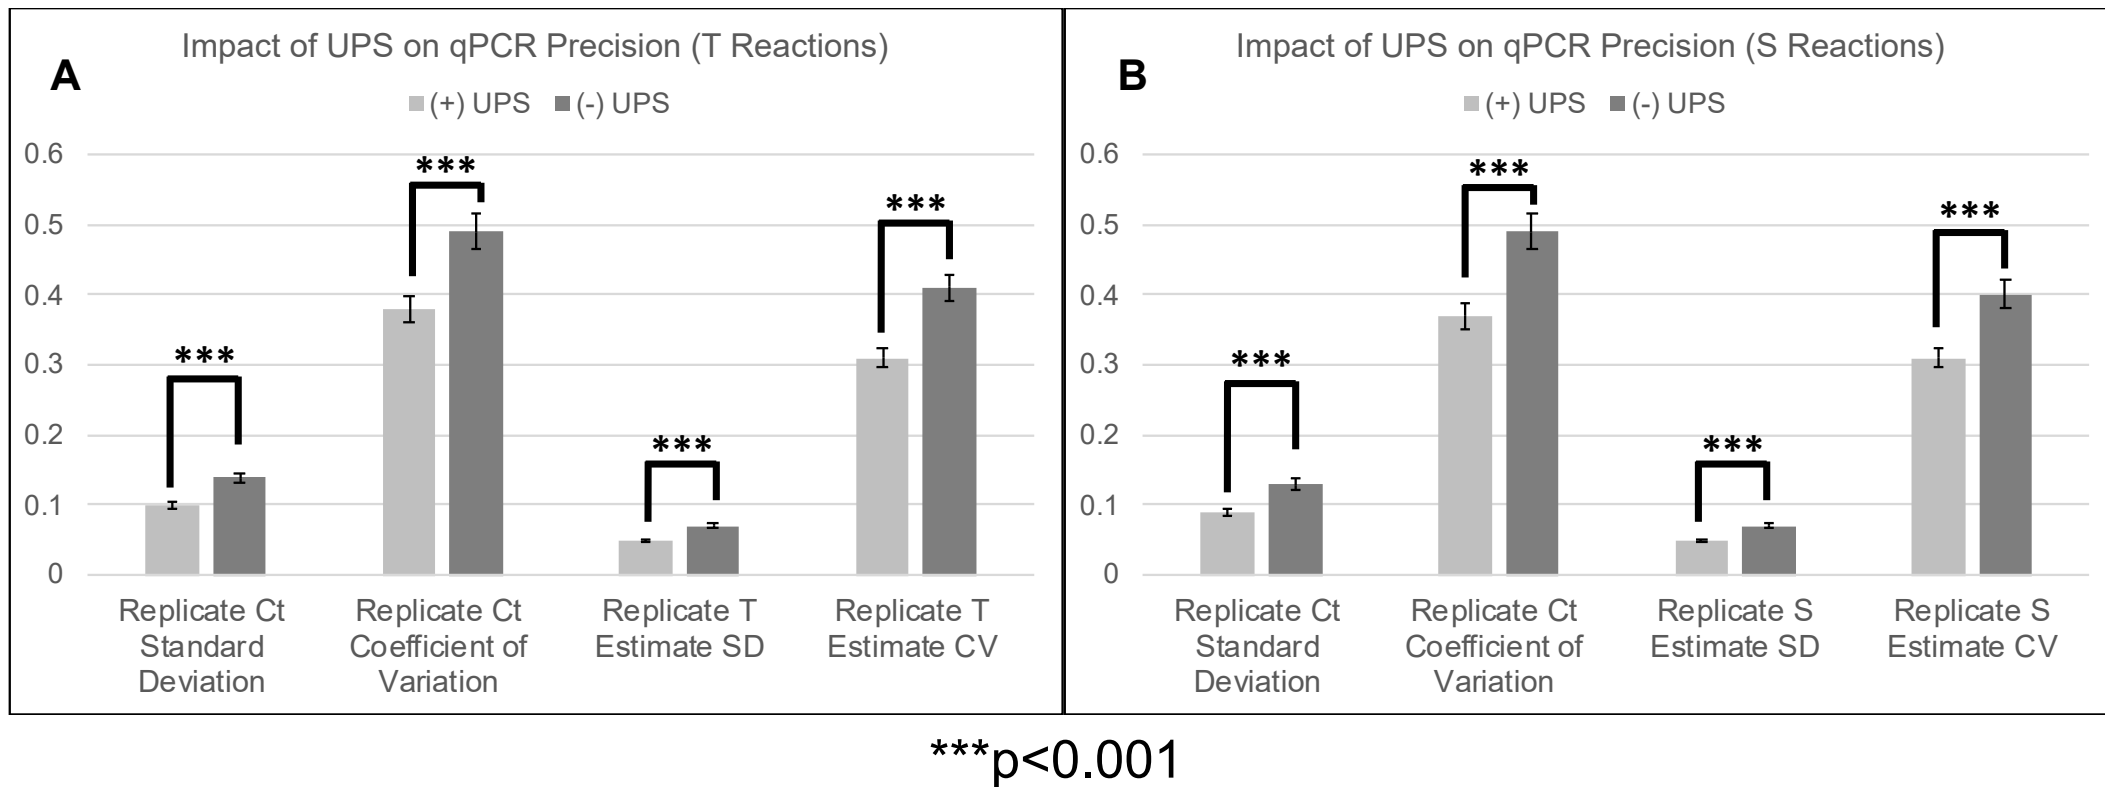 Impact of UPS on qPCR Precision (T Reactions)
A
(+) UPS (-) UPS
0.6
0.5
0.4
0.3
0.2
0.1
0
***
***
***
***
Replicate Ct
Standard
Deviation
Replicate Ct
Coefficient of
Variation
Replicate T
Estimate SD
Replicate T
Estimate CV
Impact of UPS on qPCR Precision (S Reactions)
B
(+) UPS (-) UPS
0.6
0.5
0.4
0.3
0.2
0.1
0
***
***
***
***
Replicate Ct
Standard
Deviation
Replicate Ct
Coefficient of
Variation
Replicate S
Estimate SD
Replicate S
Estimate CV
***p<0.001